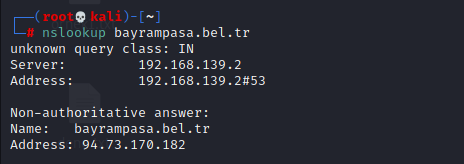 (root💀kali)-[~]
# nslookup bayrampasa.bel.tr
unknown query class: IN
Server: 192.168.139.2
Address: 192.168.139.2#53
Non-authoritative answer:
Name: bayrampasa.bel.tr
Address: 94.73.170.182